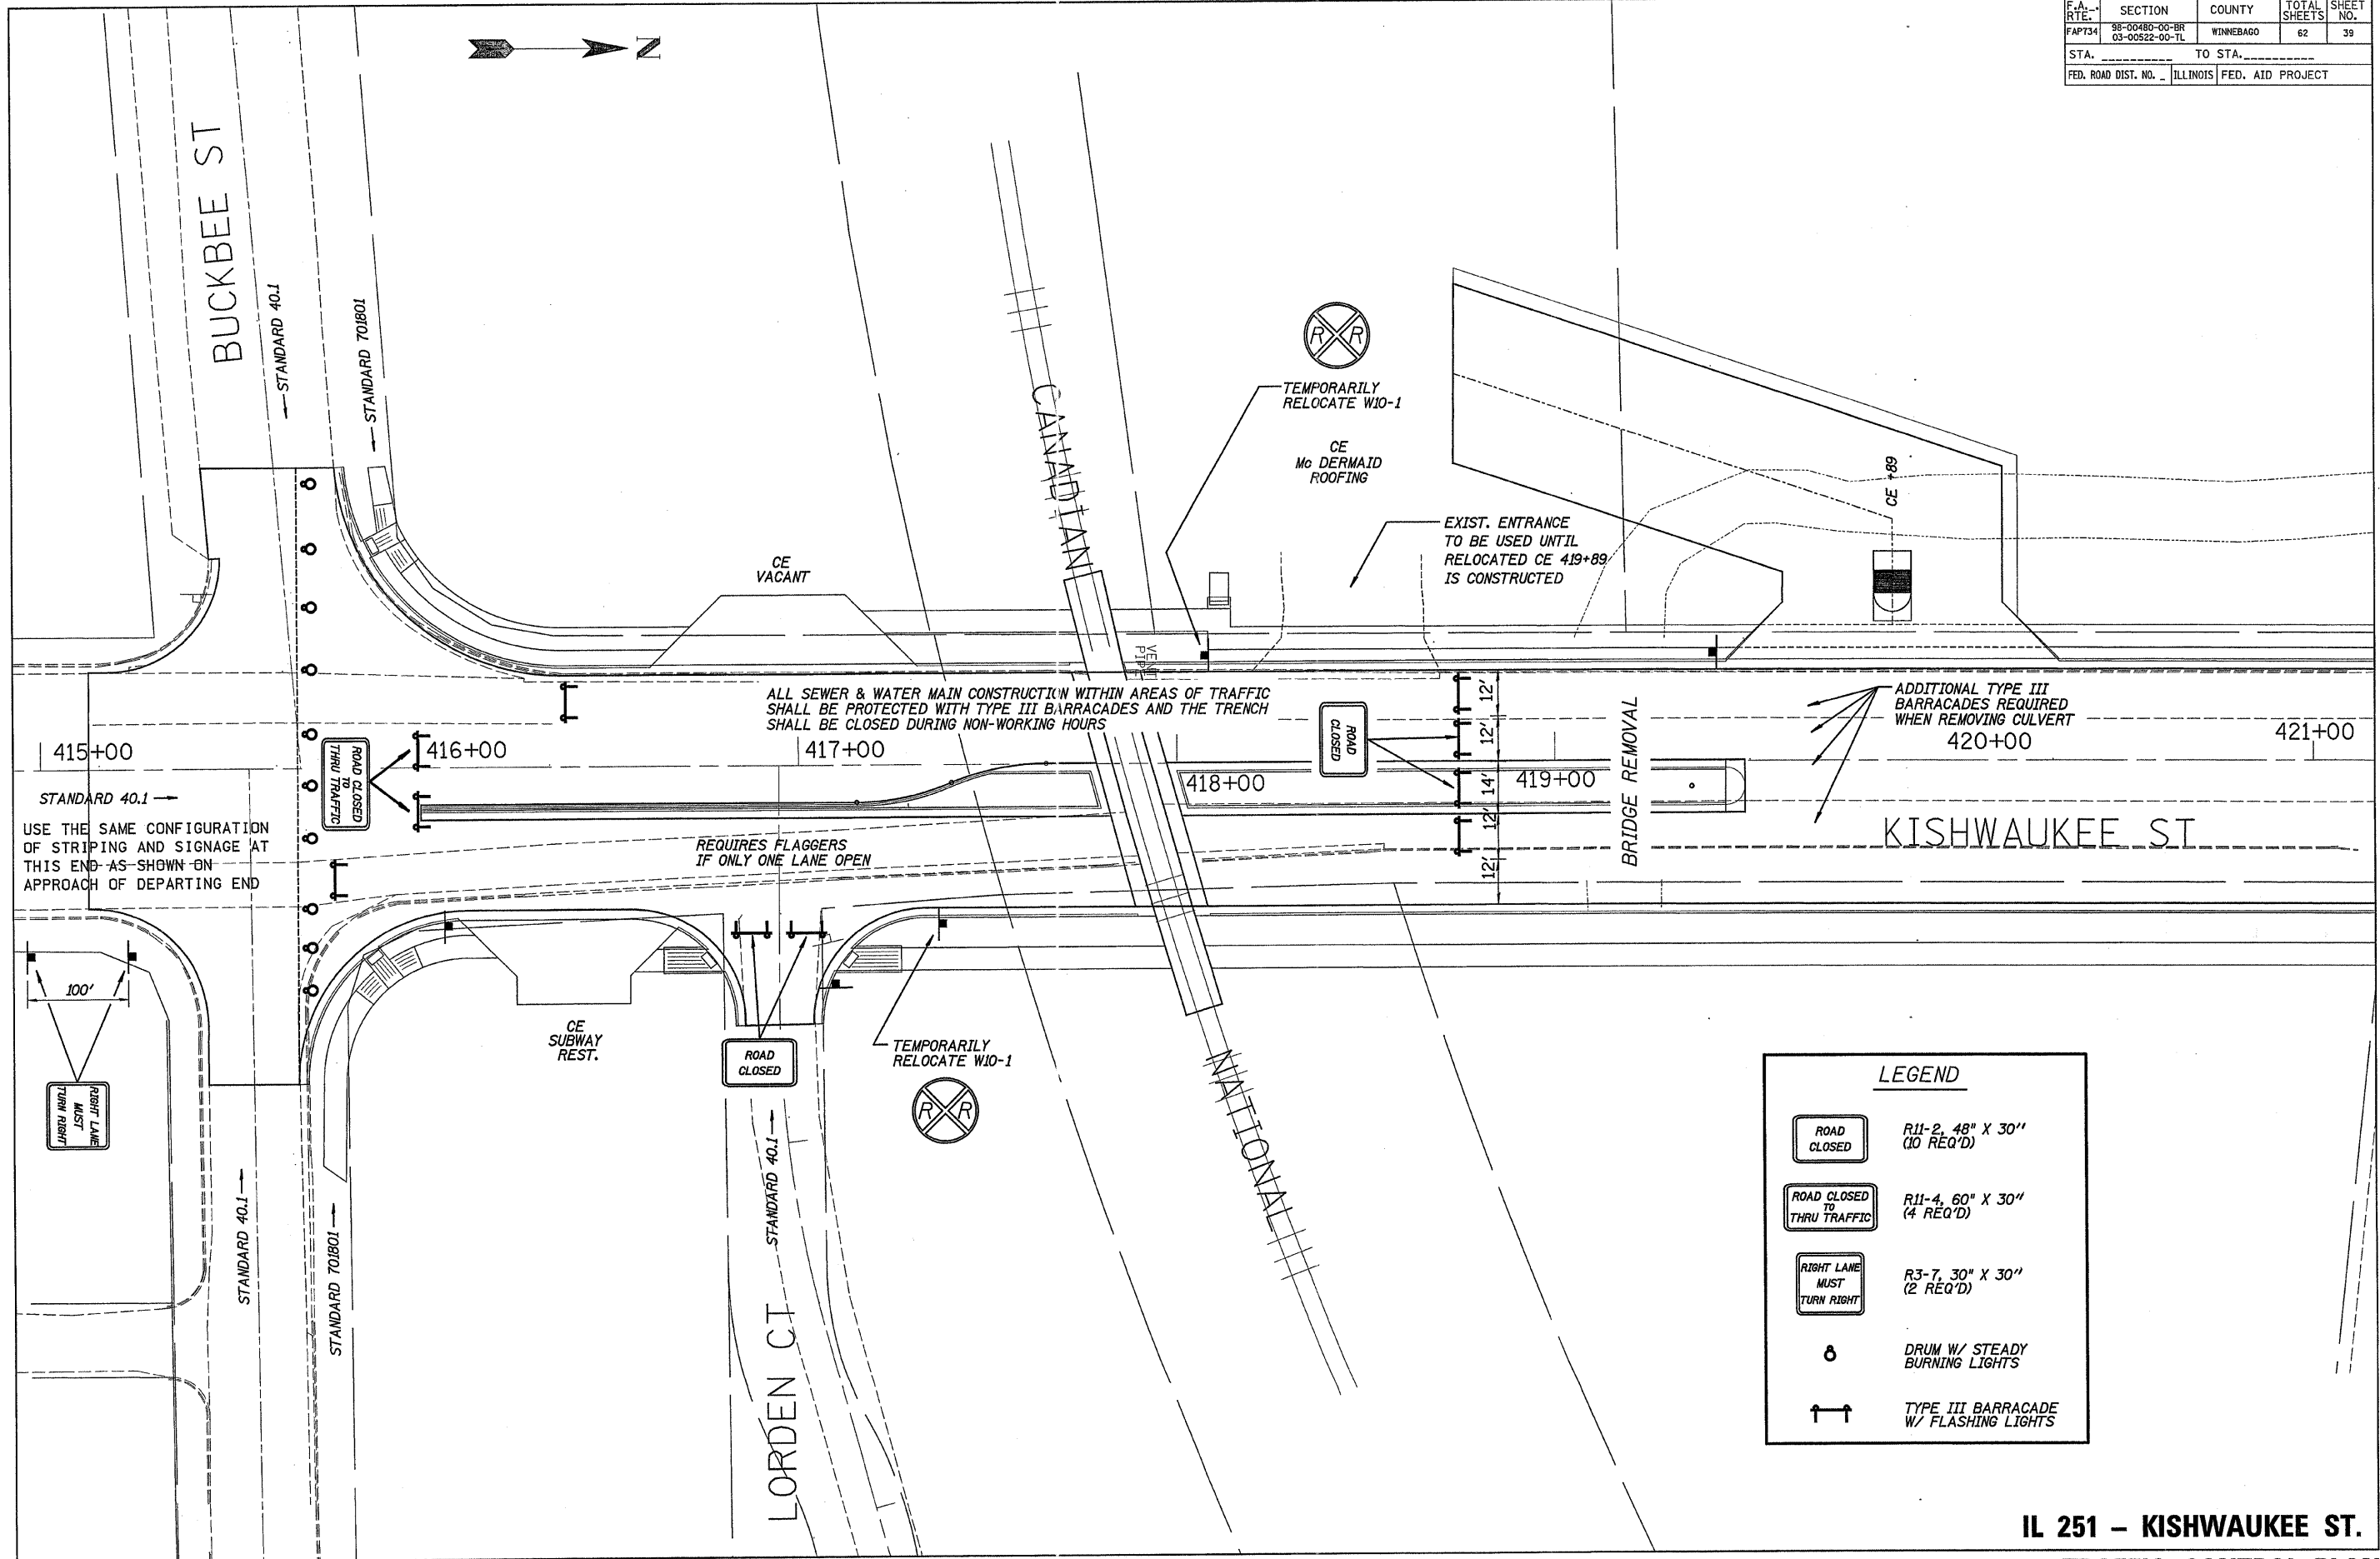 F.A. RTE. SECTION COUNTY TOTAL SHEETS SHEET NO.
FAP734 98-00480-00-BR 03-00522-00-TL WINNEBAGO 62 39
STA. __________ TO STA. __________
FED. ROAD DIST. NO. _ ILLINOIS FED. AID PROJECT
N
BUCKBEE ST
STANDARD 40.1
STANDARD 701801
CANADIAN
R R
TEMPORARILY
RELOCATE W10-1
CE
Mc DERMAID
ROOFING
CE +89
EXIST. ENTRANCE
TO BE USED UNTIL
RELOCATED CE 419+89
IS CONSTRUCTED
CE
VACANT
VENT
PIPE
ALL SEWER & WATER MAIN CONSTRUCTION WITHIN AREAS OF TRAFFIC
SHALL BE PROTECTED WITH TYPE III BARRACADES AND THE TRENCH
SHALL BE CLOSED DURING NON-WORKING HOURS
ADDITIONAL TYPE III
BARRACADES REQUIRED
WHEN REMOVING CULVERT
415+00
416+00
417+00
418+00
419+00
420+00
421+00
ROAD CLOSED
TO
THRU TRAFFIC
ROAD
CLOSED
12'
12'
14'
12'
12'
BRIDGE REMOVAL
KISHWAUKEE ST
STANDARD 40.1
USE THE SAME CONFIGURATION
OF STRIPING AND SIGNAGE AT
THIS END AS SHOWN ON
APPROACH OF DEPARTING END
REQUIRES FLAGGERS
IF ONLY ONE LANE OPEN
100'
RIGHT LANE
MUST
TURN RIGHT
CE
SUBWAY
REST.
ROAD
CLOSED
TEMPORARILY
RELOCATE W10-1
R R
NATIONAL
STANDARD 40.1
STANDARD 701801
STANDARD 40.1
LORDEN CT
LEGEND
ROAD
CLOSED
R11-2, 48" X 30"
(10 REQ'D)
ROAD CLOSED
TO
THRU TRAFFIC
R11-4, 60" X 30"
(4 REQ'D)
RIGHT LANE
MUST
TURN RIGHT
R3-7, 30" X 30"
(2 REQ'D)
DRUM W/ STEADY
BURNING LIGHTS
TYPE III BARRACADE
W/ FLASHING LIGHTS
IL 251 – KISHWAUKEE ST.